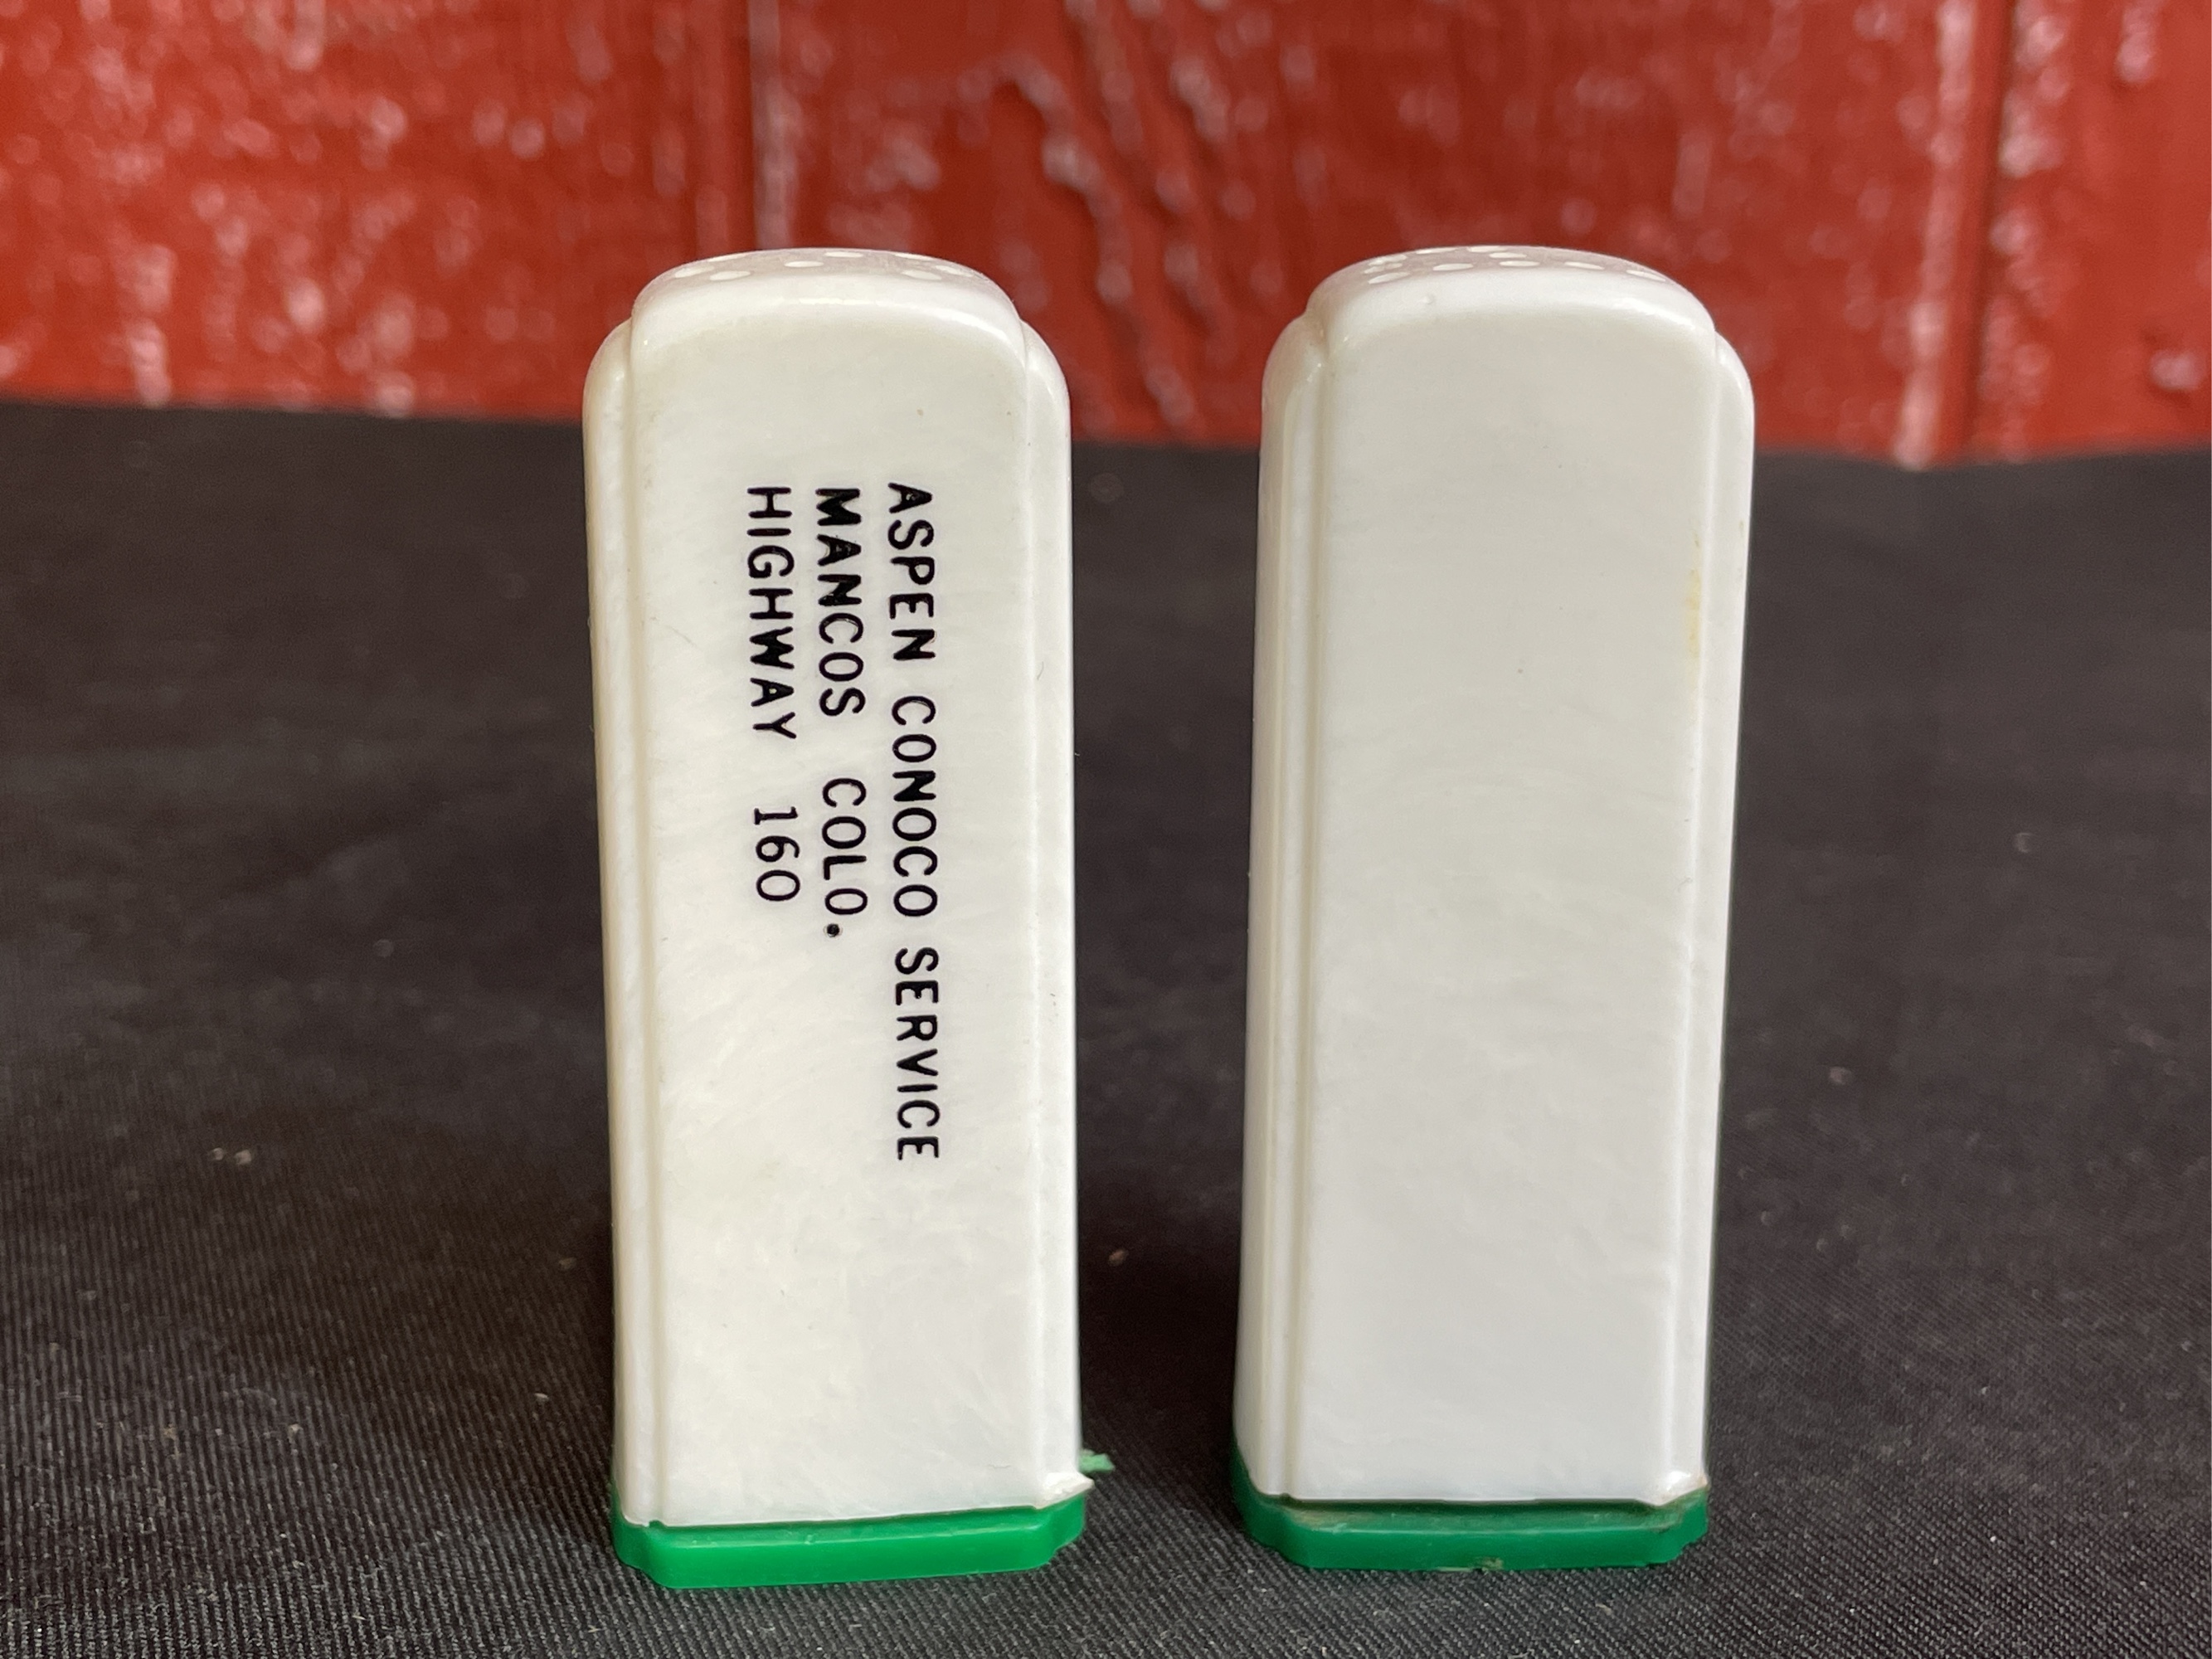 ASPEN CONOCO SERVICE
MANCOS COLO.
HIGHWAY 160